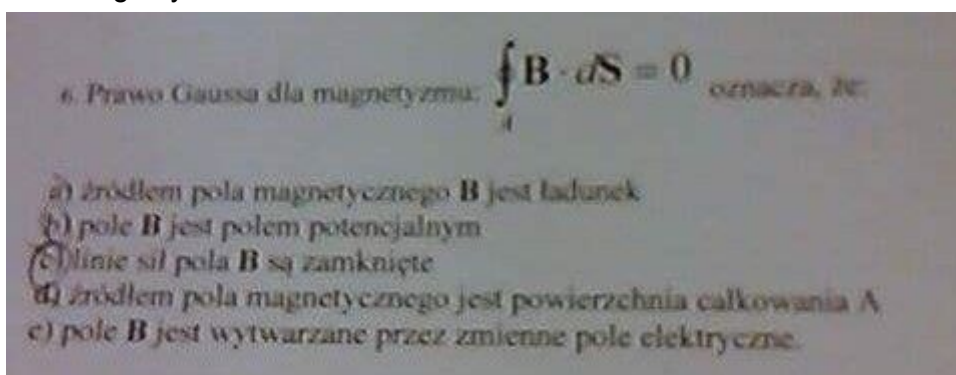 6. Prawo Gaussa dla magnetyzmu: ∮ B · dS = 0 oznacza, że:
A
a) źródłem pola magnetycznego B jest ładunek
b) pole B jest polem potencjalnym
c) linie sił pola B są zamknięte
d) źródłem pola magnetycznego jest powierzchnia całkowania A
e) pole B jest wytwarzane przez zmienne pole elektryczne.